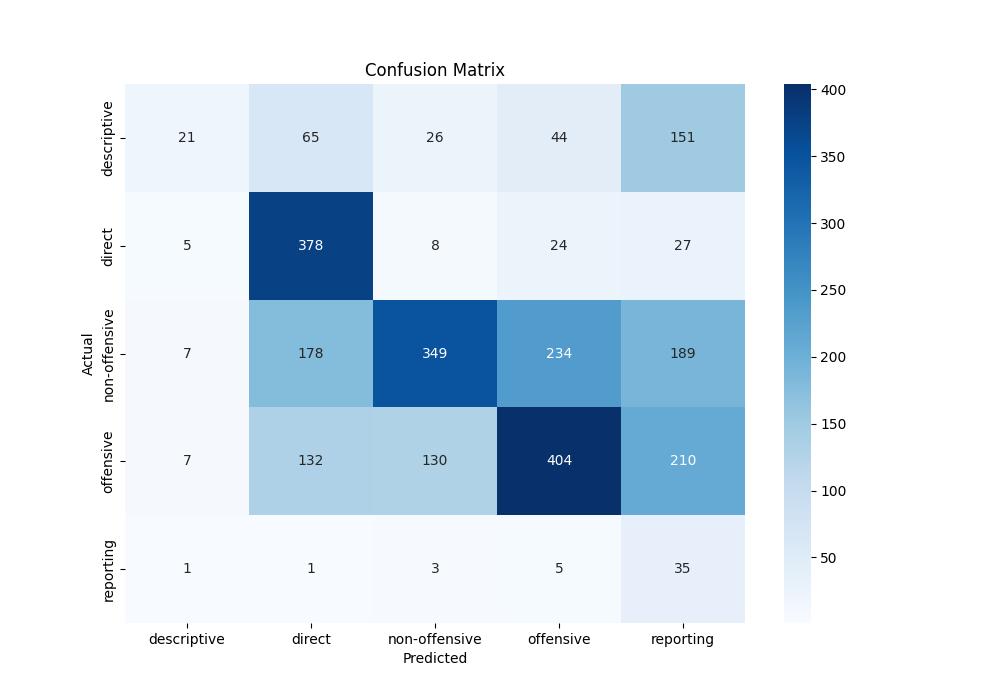 Confusion Matrix
descriptive 21 65 26 44 151
direct 5 378 8 24 27
non-offensive 7 178 349 234 189
offensive 7 132 130 404 210
reporting 1 1 3 5 35
Actual
descriptive direct non-offensive offensive reporting
Predicted
400
350
300
250
200
150
100
50